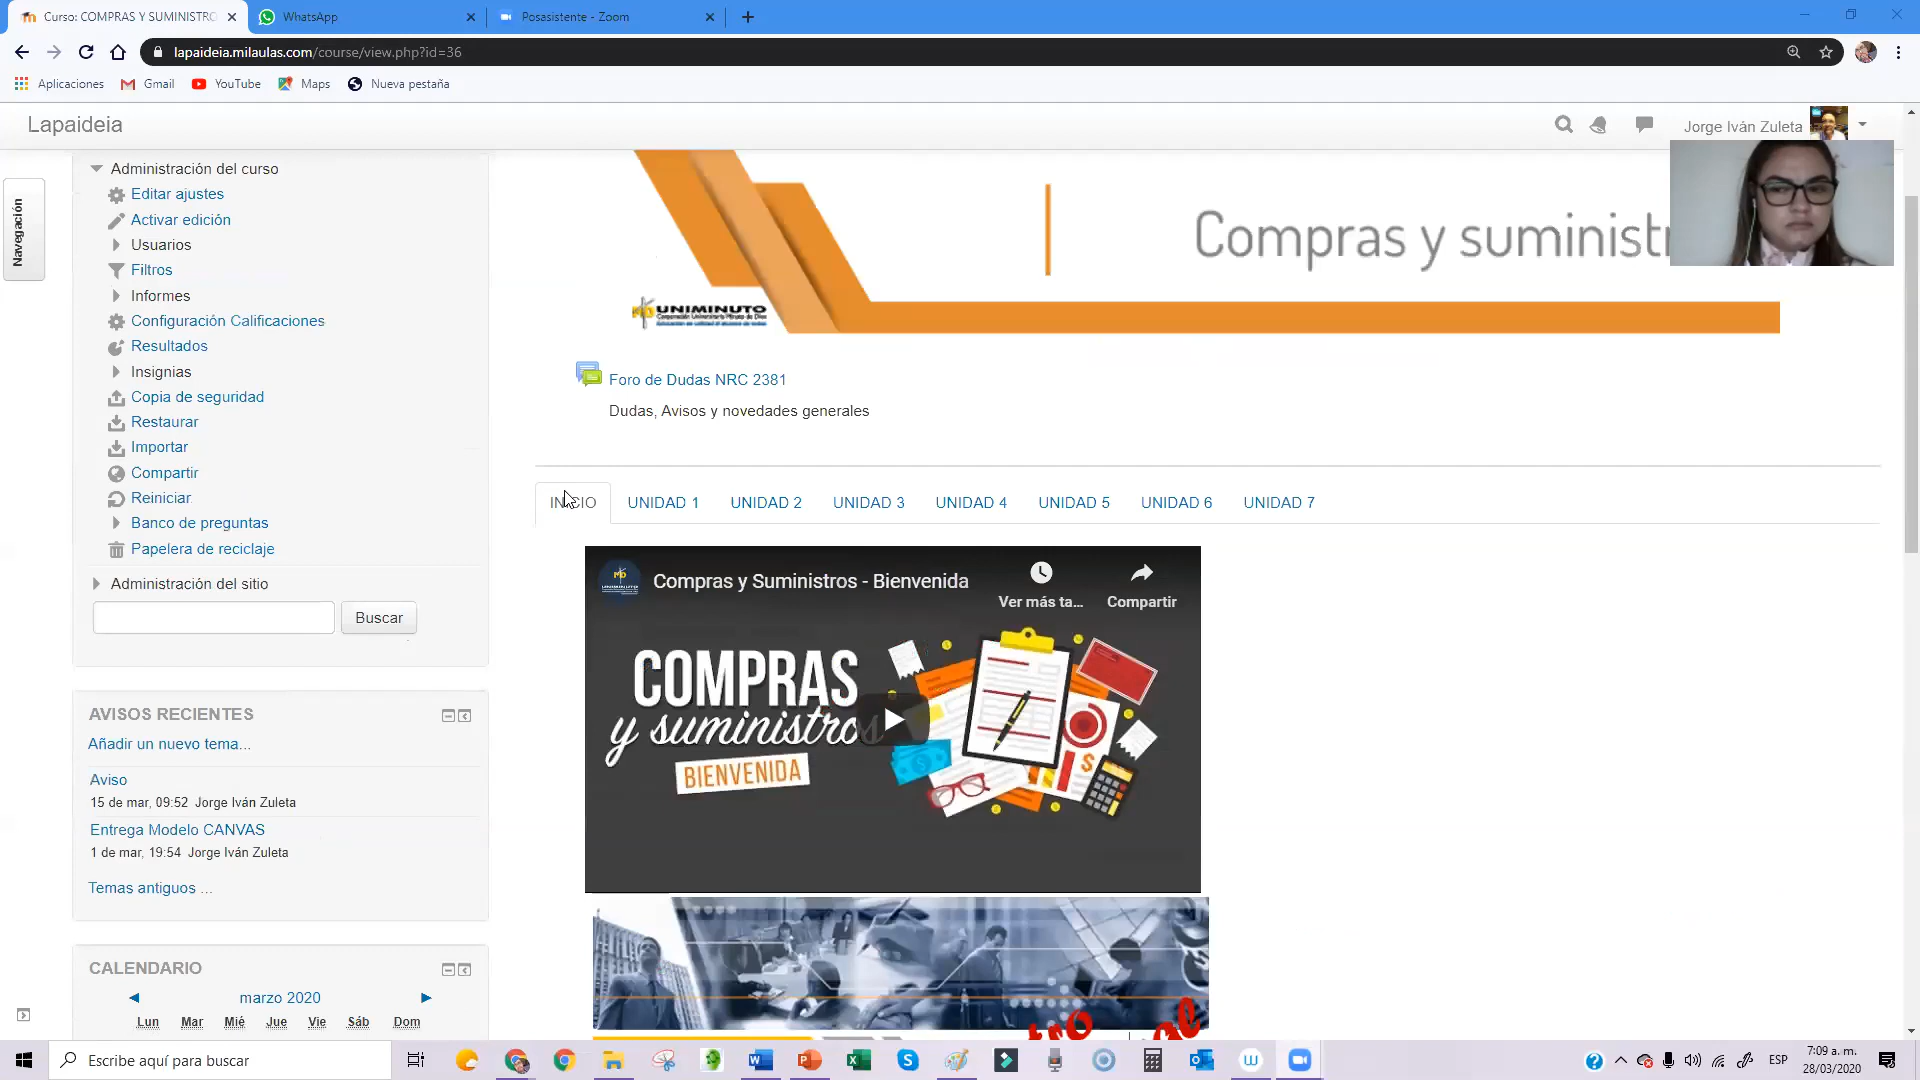 Curso: COMPRAS Y SUMINISTRO
WhatsApp
Posasistente - Zoom
lapaideia.milaulas.com/course/view.php?id=36
Aplicaciones
Gmail
YouTube
Maps
Nueva pestaña
Lapaideia
Jorge Iván Zuleta
Navegación
Administración del curso
Editar ajustes
Activar edición
Usuarios
Filtros
Informes
Configuración Calificaciones
Resultados
Insignias
Copia de seguridad
Restaurar
Importar
Compartir
Reiniciar
Banco de preguntas
Papelera de reciclaje
Administración del sitio
Buscar
AVISOS RECIENTES
Añadir un nuevo tema...
Aviso
15 de mar, 09:52 Jorge Iván Zuleta
Entrega Modelo CANVAS
1 de mar, 19:54 Jorge Iván Zuleta
Temas antiguos ...
CALENDARIO
marzo 2020
Lun Mar Mié Jue Vie Sáb Dom
Compras y suminist
UNIMINUTO
Foro de Dudas NRC 2381
Dudas, Avisos y novedades generales
INICIO UNIDAD 1 UNIDAD 2 UNIDAD 3 UNIDAD 4 UNIDAD 5 UNIDAD 6 UNIDAD 7
Compras y Suministros - Bienvenida
Ver más ta...
Compartir
COMPRAS
y suministros
BIENVENIDA
Escribe aquí para buscar
ESP
7:09 a. m.
28/03/2020